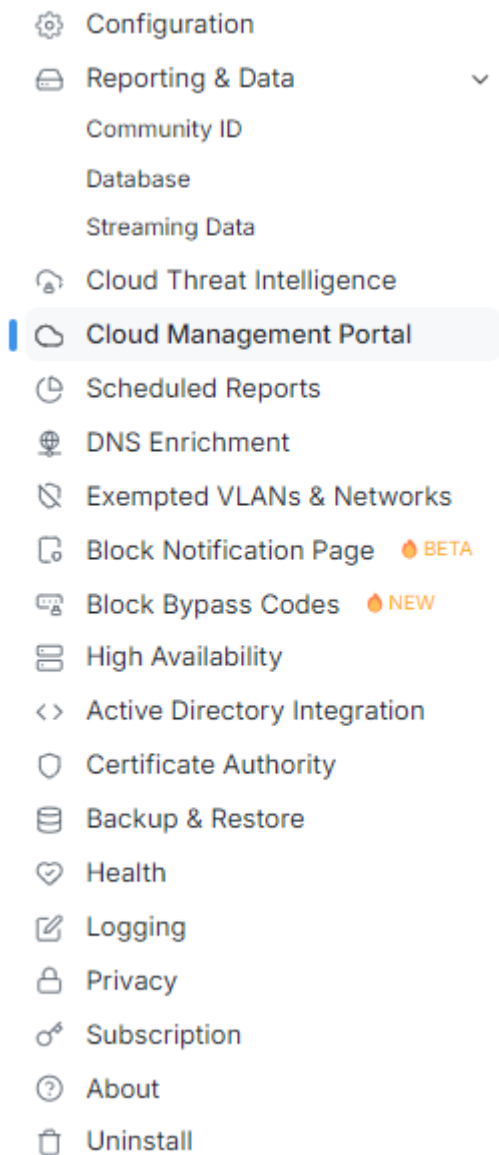 Configuration
Reporting & Data
Community ID
Database
Streaming Data
Cloud Threat Intelligence
Cloud Management Portal
Scheduled Reports
DNS Enrichment
Exempted VLANs & Networks
Block Notification Page 🔥 BETA
Block Bypass Codes 🔥 NEW
High Availability
Active Directory Integration
Certificate Authority
Backup & Restore
Health
Logging
Privacy
Subscription
About
Uninstall